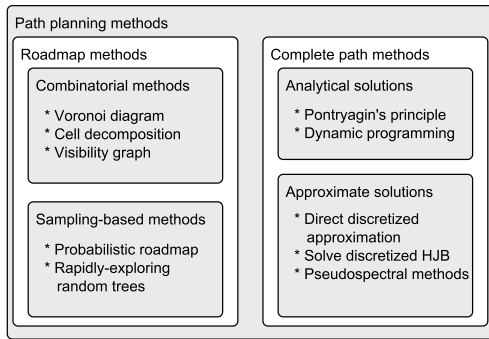 Path planning methods
Roadmap methods
Combinatorial methods
* Voronoi diagram
* Cell decomposition
* Visibility graph
Sampling-based methods
* Probabilistic roadmap
* Rapidly-exploring
random trees
Complete path methods
Analytical solutions
* Pontryagin's principle
* Dynamic programming
Approximate solutions
* Direct discretized
approximation
* Solve discretized HJB
* Pseudospectral methods